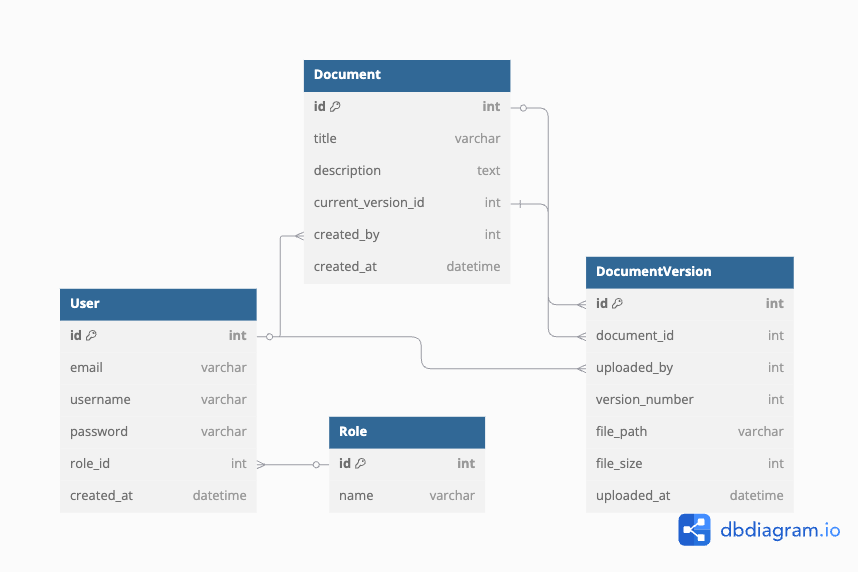 Document
id int
title varchar
description text
current_version_id int
created_by int
created_at datetime
DocumentVersion
id int
document_id int
uploaded_by int
version_number int
file_path varchar
file_size int
uploaded_at datetime
User
id int
email varchar
username varchar
password varchar
role_id int
created_at datetime
Role
id int
name varchar
dbdiagram.io